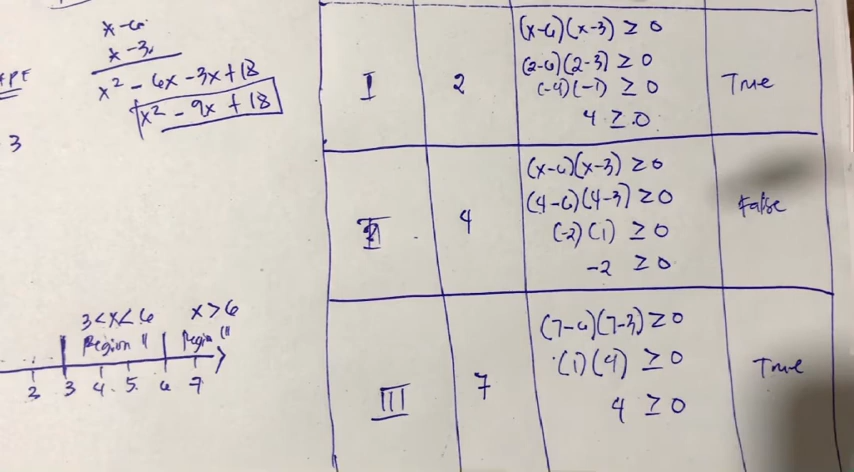 x-6
x-3
x² - 6x - 3x + 18
x² - 9x + 18
3
3<x<6 x>6
Region II Region III
2 3 4 5 6 7
I 2 True
(x-6)(x-3) ≥ 0
(2-6)(2-3) ≥ 0
(-4)(-1) ≥ 0
4 ≥ 0
II 4 False
(x-6)(x-3) ≥ 0
(4-6)(4-3) ≥ 0
(-2)(1) ≥ 0
-2 ≥ 0
III 7 True
(7-6)(7-3) ≥ 0
(1)(4) ≥ 0
4 ≥ 0